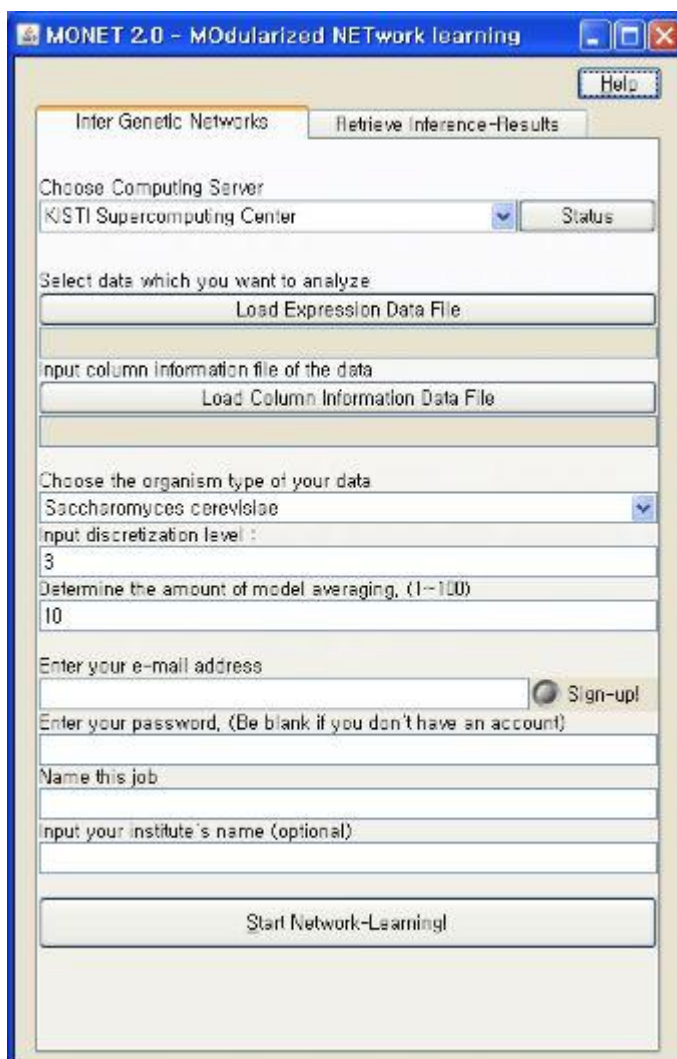 MONET 2.0 - MOdularized NETwork learning
Help
Infer Genetic Networks
Retrieve Inference-Results
Choose Computing Server
KISTI Supercomputing Center
Status
Select data which you want to analyze
Load Expression Data File
Input column information file of the data
Load Column Information Data File
Choose the organism type of your data
Saccharomyces cerevisiae
Input discretization level :
3
Determine the amount of model averaging, (1~100)
10
Enter your e-mail address
Sign-up!
Enter your password, (Be blank if you don't have an account)
Name this job
Input your institute's name (optional)
Start Network-Learning!